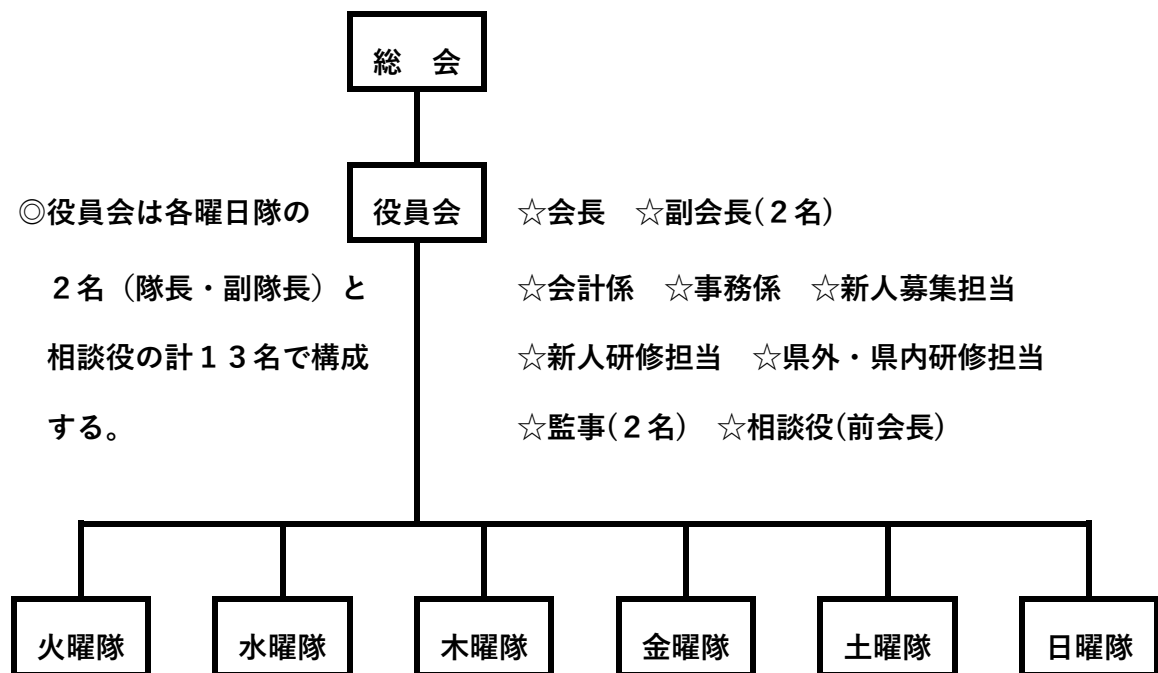 総　会
◎役員会は各曜日隊の　役員会　☆会長　☆副会長(２名)
２名（隊長・副隊長）と　☆会計係　☆事務係　☆新人募集担当
相談役の計１３名で構成　☆新人研修担当　☆県外・県内研修担当
する。　☆監事(２名)　☆相談役(前会長)
火曜隊　水曜隊　木曜隊　金曜隊　土曜隊　日曜隊